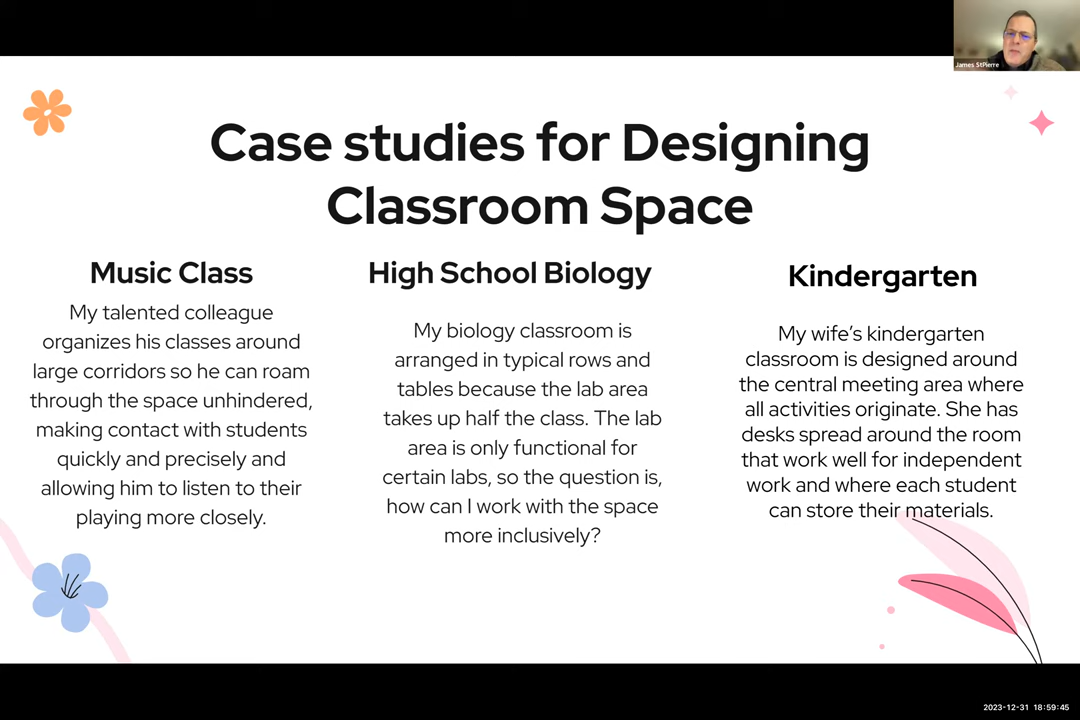 James StPierre
Case studies for Designing
Classroom Space
Music Class
My talented colleague
organizes his classes around
large corridors so he can roam
through the space unhindered,
making contact with students
quickly and precisely and
allowing him to listen to their
playing more closely.
High School Biology
My biology classroom is
arranged in typical rows and
tables because the lab area
takes up half the class. The lab
area is only functional for
certain labs, so the question is,
how can I work with the space
more inclusively?
Kindergarten
My wife’s kindergarten
classroom is designed around
the central meeting area where
all activities originate. She has
desks spread around the room
that work well for independent
work and where each student
can store their materials.
2023-12-31 18:59:45